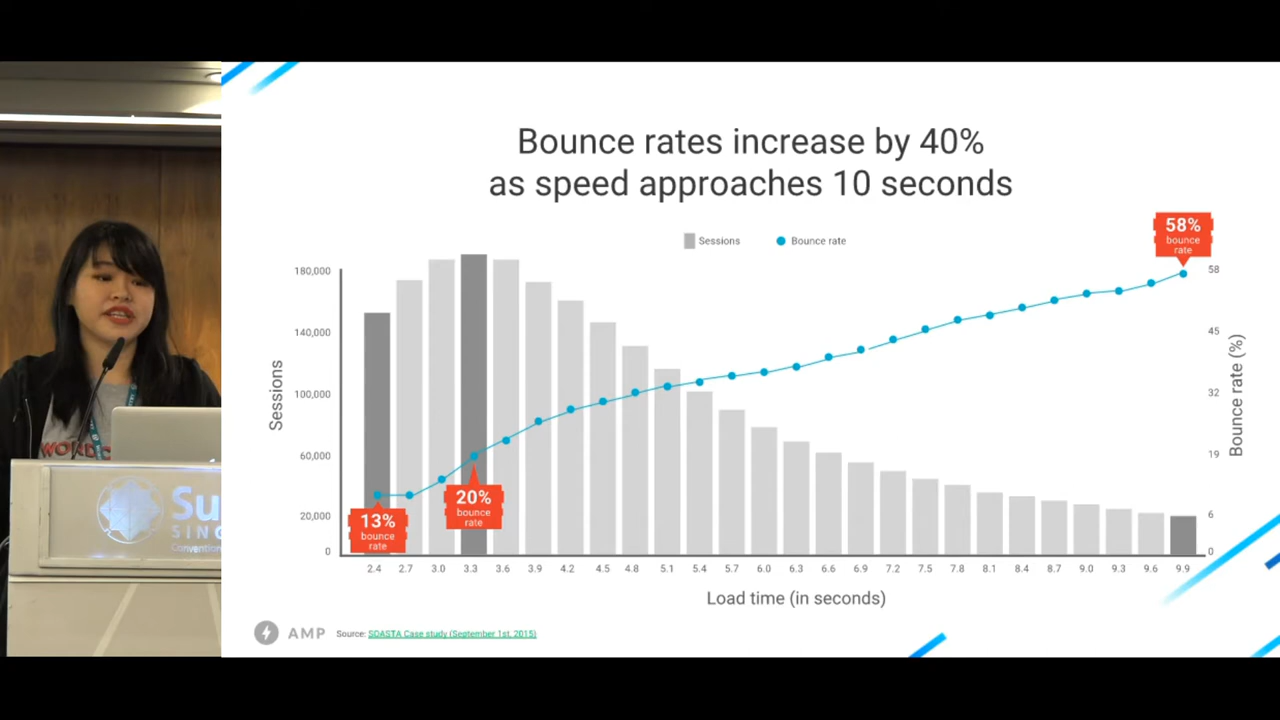 Bounce rates increase by 40%
as speed approaches 10 seconds
Sessions
Bounce rate
58%
bounce
rate
180,000
140,000
100,000
60,000
20,000
0
Sessions
58
45
32
19
6
0
Bounce rate (%)
13%
bounce
rate
20%
bounce
rate
2.4 2.7 3.0 3.3 3.6 3.9 4.2 4.5 4.8 5.1 5.4 5.7 6.0 6.3 6.6 6.9 7.2 7.5 7.8 8.1 8.4 8.7 9.0 9.3 9.6 9.9
Load time (in seconds)
AMP
Source: SOASTA Case study (September 1st, 2015)
WORDC
Su
SING
Convention